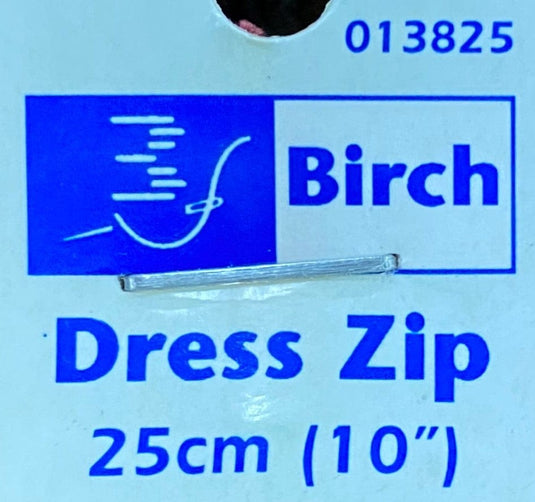 013825
Birch
Dress Zip
25cm (10″)